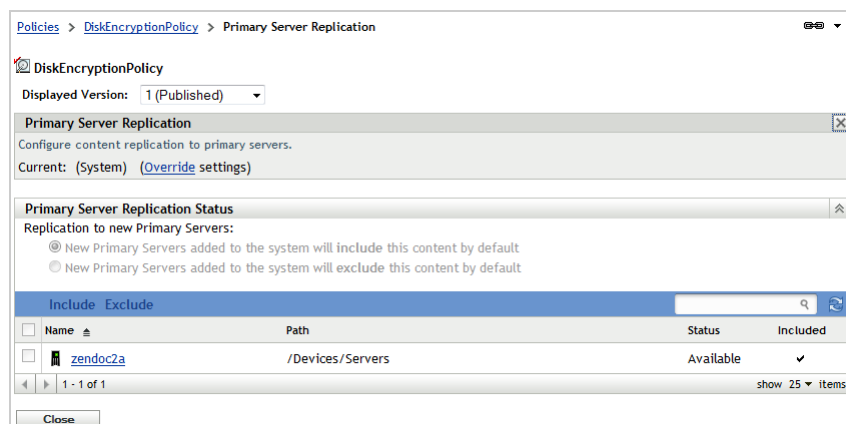 Policies > DiskEncryptionPolicy > Primary Server Replication
DiskEncryptionPolicy
Displayed Version: 1 (Published)
Primary Server Replication
Configure content replication to primary servers.
Current: (System) (Override settings)
Primary Server Replication Status
Replication to new Primary Servers:
New Primary Servers added to the system will include this content by default
New Primary Servers added to the system will exclude this content by default
Include Exclude
Name Path Status Included
zendoc2a /Devices/Servers Available
1 - 1 of 1 show 25 items
Close